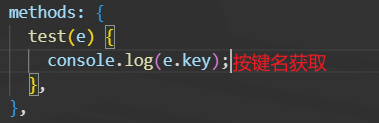 methods: {
test(e) {
console.log(e.key);按键名获取
},
},